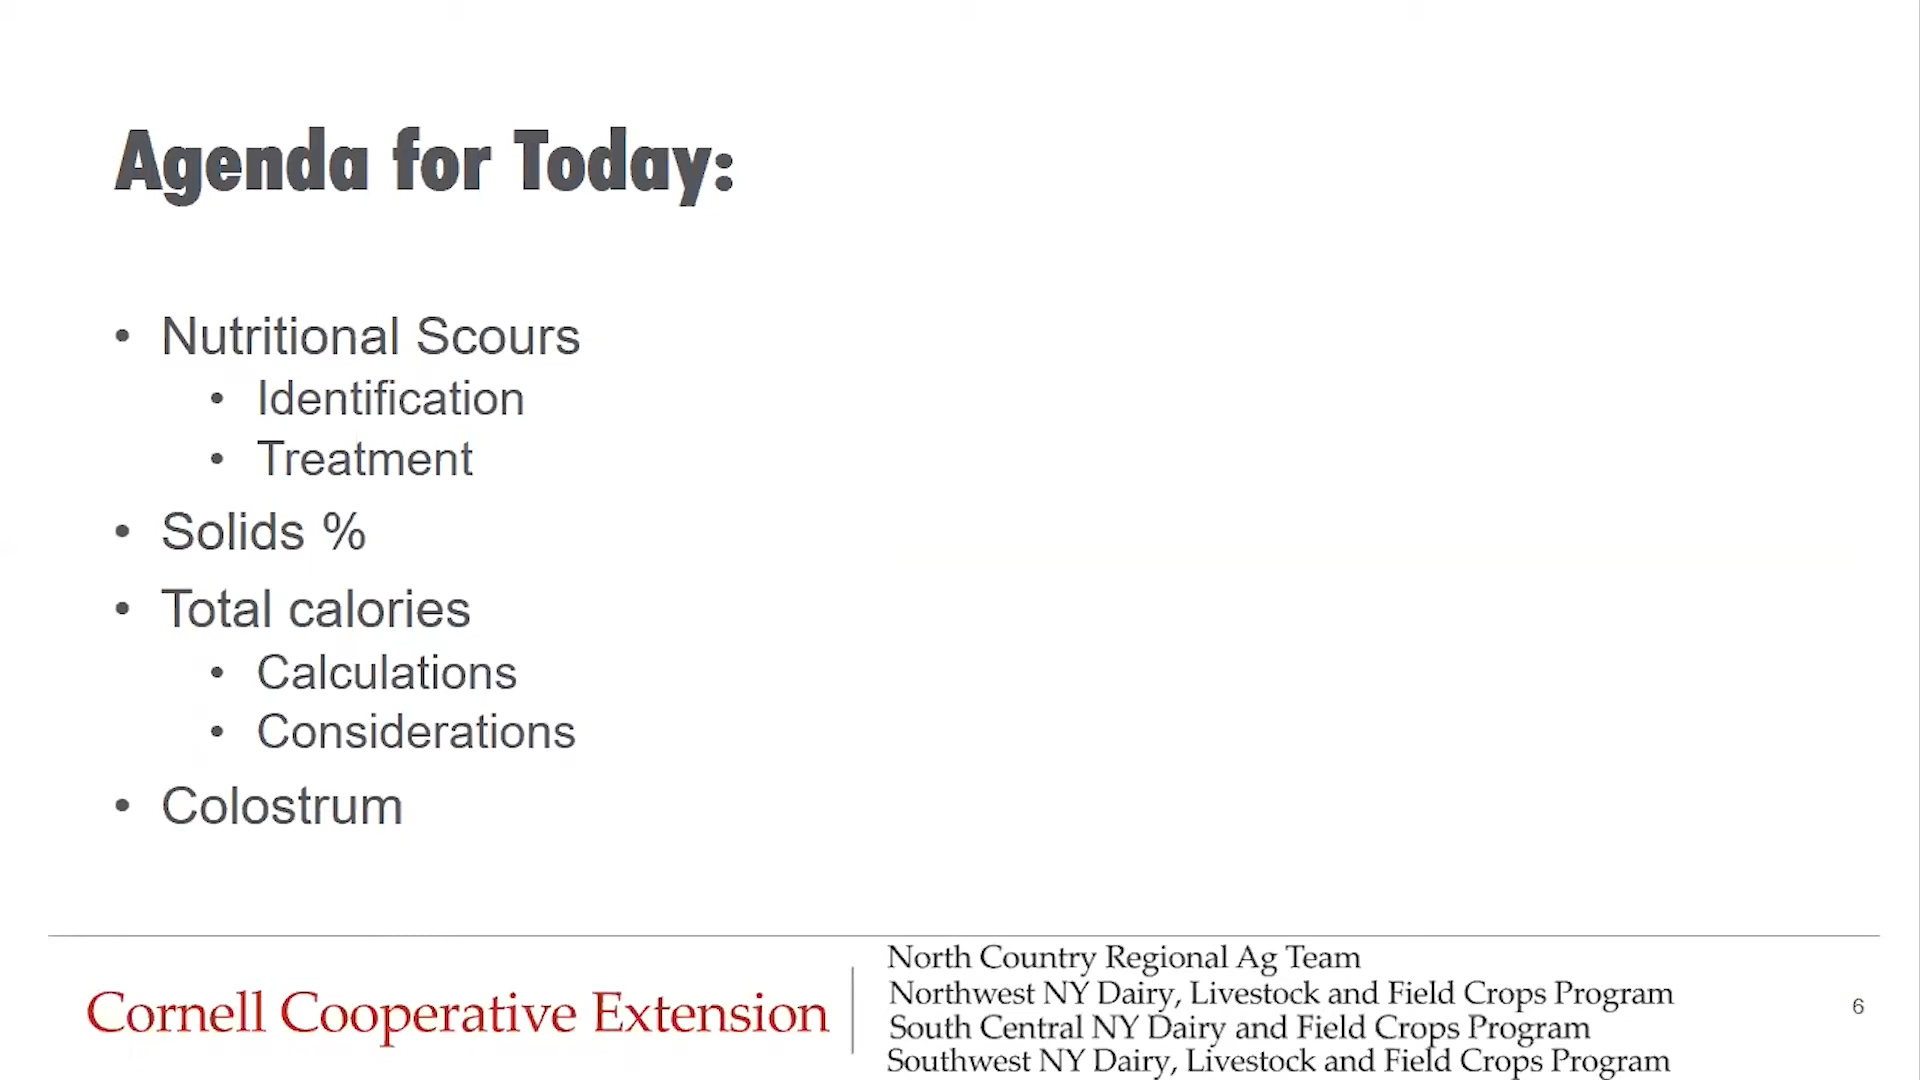 Agenda for Today:
• Nutritional Scours
• Identification
• Treatment
• Solids %
• Total calories
• Calculations
• Considerations
• Colostrum
Cornell Cooperative Extension
North Country Regional Ag Team
Northwest NY Dairy, Livestock and Field Crops Program
South Central NY Dairy and Field Crops Program
Southwest NY Dairy, Livestock and Field Crops Program
6